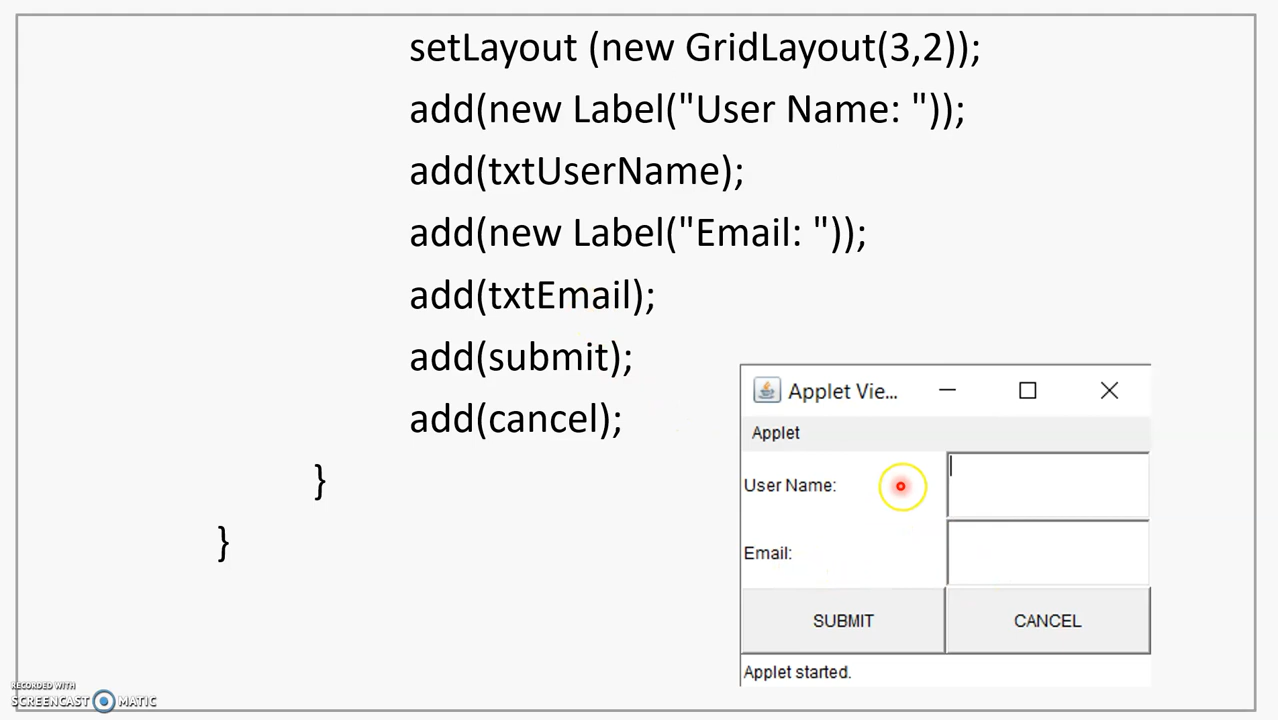 setLayout (new GridLayout(3,2));
add(new Label("User Name: "));
add(txtUserName);
add(new Label("Email: "));
add(txtEmail);
add(submit);
add(cancel);
}
}
Applet Vie...
Applet
User Name:
Email:
SUBMIT CANCEL
Applet started.
RECORDED WITH
SCREENCAST MATIC